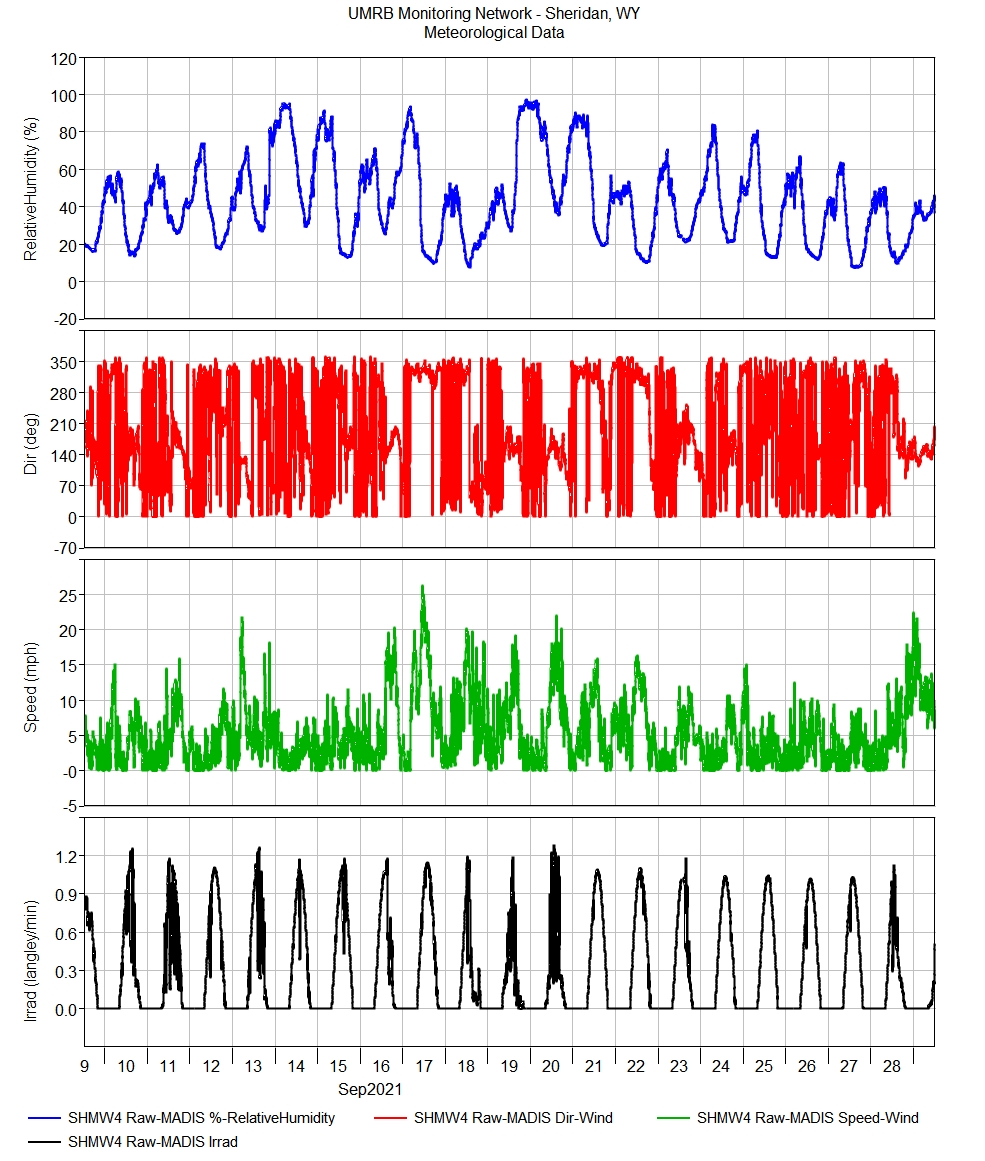 UMRB Monitoring Network - Sheridan, WY
Meteorological Data
RelativeHumidity (%)
120
100
80
60
40
20
0
-20
Dir (deg)
350
280
210
140
70
0
-70
Speed (mph)
25
20
15
10
5
-0
-5
Irrad (langley/min)
1.2
0.9
0.6
0.3
0.0
9 10 11 12 13 14 15 16 17 18 19 20 21 22 23 24 25 26 27 28
Sep2021
SHMW4 Raw-MADIS %-RelativeHumidity SHMW4 Raw-MADIS Dir-Wind SHMW4 Raw-MADIS Speed-Wind
SHMW4 Raw-MADIS Irrad